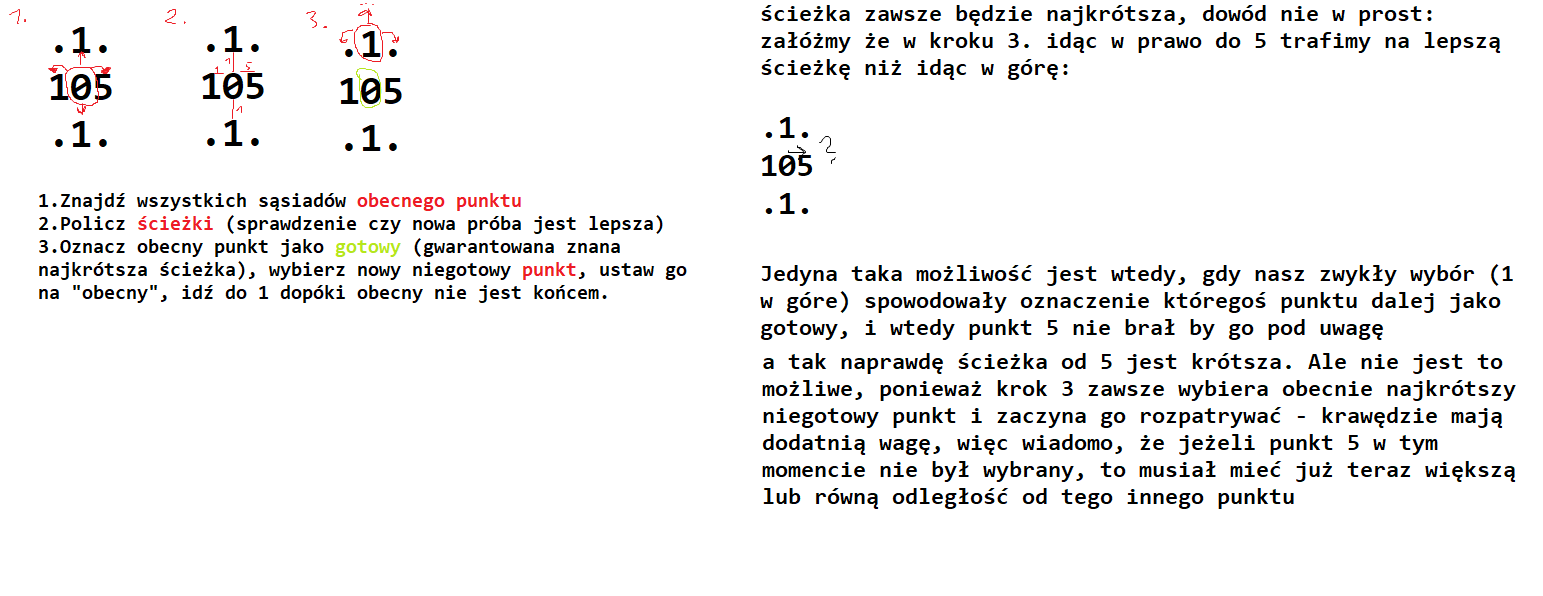 1.
.1.
105
.1.
2.
.1.
1 1 5
105
1
.1.
3.
.1.
105
.1.
1.Znajdź wszystkich sąsiadów obecnego punktu
2.Policz ścieżki (sprawdzenie czy nowa próba jest lepsza)
3.Oznacz obecny punkt jako gotowy (gwarantowana znana
najkrótsza ścieżka), wybierz nowy niegotowy punkt, ustaw go
na "obecny", idź do 1 dopóki obecny nie jest końcem.
ścieżka zawsze będzie najkrótsza, dowód nie w prost:
załóżmy że w kroku 3. idąc w prawo do 5 trafimy na lepszą
ścieżkę niż idąc w górę:
.1.
?
105
.1.
Jedyna taka możliwość jest wtedy, gdy nasz zwykły wybór (1
w góre) spowodowały oznaczenie któregoś punktu dalej jako
gotowy, i wtedy punkt 5 nie brał by go pod uwagę
a tak naprawdę ścieżka od 5 jest krótsza. Ale nie jest to
możliwe, ponieważ krok 3 zawsze wybiera obecnie najkrótszy
niegotowy punkt i zaczyna go rozpatrywać - krawędzie mają
dodatnią wagę, więc wiadomo, że jeżeli punkt 5 w tym
momencie nie był wybrany, to musiał mieć już teraz większą
lub równą odległość od tego innego punktu